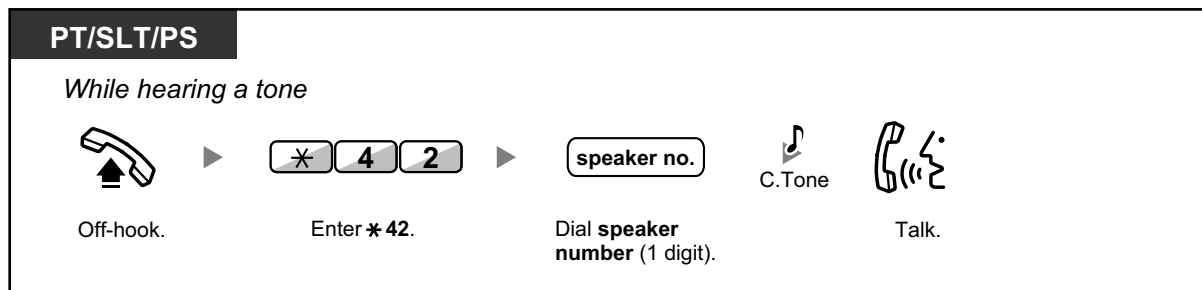 PT/SLT/PS
While hearing a tone
* 4 2
speaker no.
C.Tone
Off-hook.
Enter * 42.
Dial speaker
number (1 digit).
Talk.